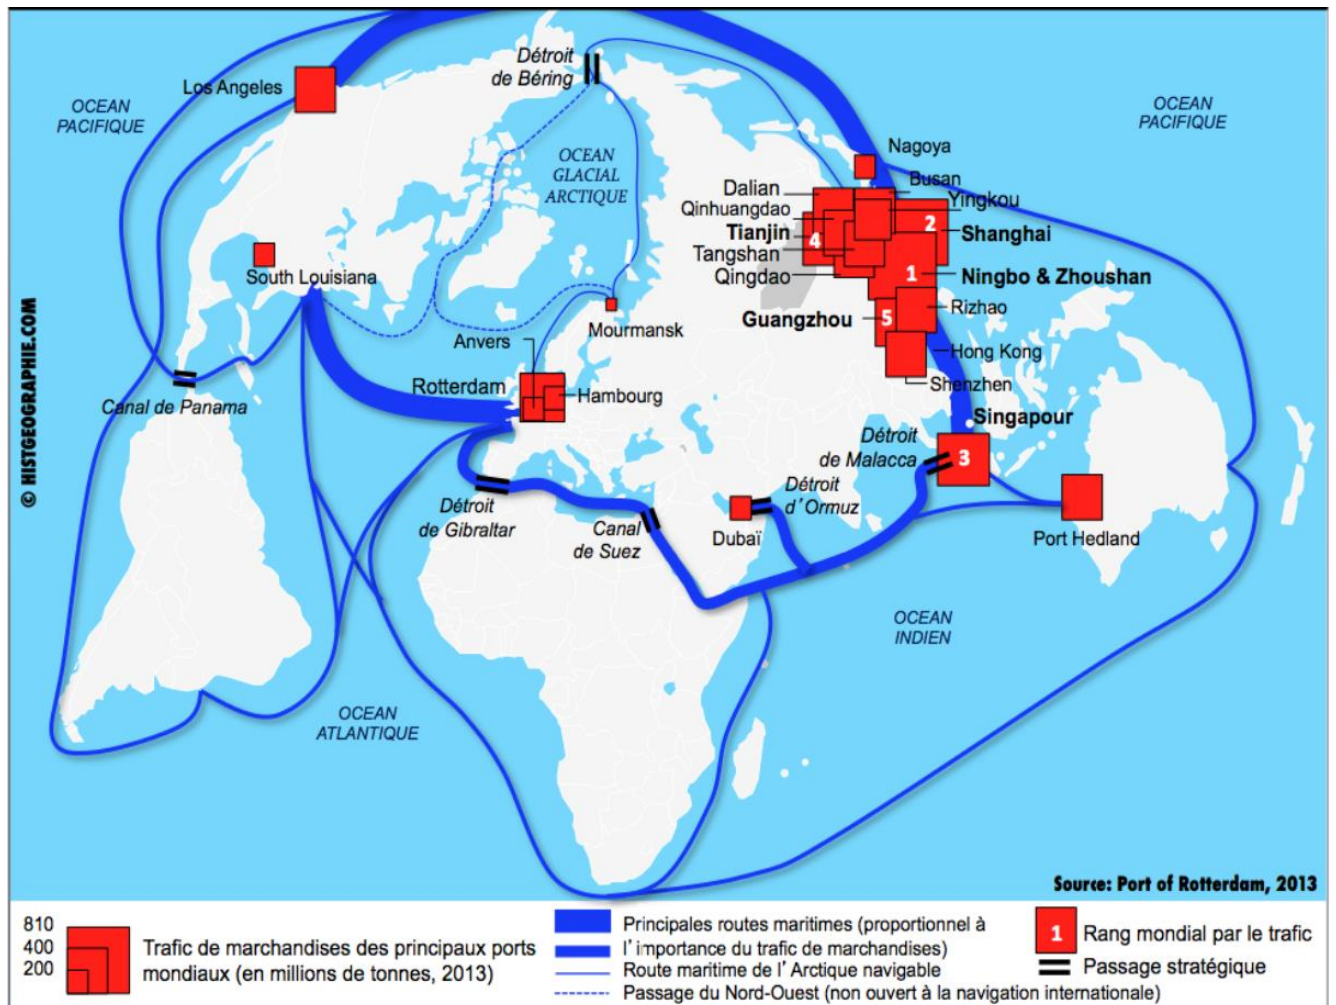 Los Angeles
Détroit
de Béring
OCEAN
PACIFIQUE
OCEAN
PACIFIQUE
OCEAN
GLACIAL
ARCTIQUE
Nagoya
Busan
Dalian
Yingkou
Qinhuangdao
2
Tianjin
4
Shanghai
Tangshan
Qingdao
1
Ningbo & Zhoushan
South Louisiana
Rizhao
Guangzhou
5
Mourmansk
Anvers
Hong Kong
Shenzhen
Rotterdam
Hambourg
Canal de Panama
Singapour
Détroit
de Malacca
3
Détroit
de Gibraltar
Détroit
d'Ormuz
Canal
de Suez
Dubaï
Port Hedland
OCEAN
INDIEN
OCEAN
ATLANTIQUE
© HISTGEOGRAPHIE.COM
Source: Port of Rotterdam, 2013
810
400
200
Trafic de marchandises des principaux ports
mondiaux (en millions de tonnes, 2013)
Principales routes maritimes (proportionnel à
l'importance du trafic de marchandises)
Route maritime de l'Arctique navigable
Passage du Nord-Ouest (non ouvert à la navigation internationale)
1
Rang mondial par le trafic
Passage stratégique